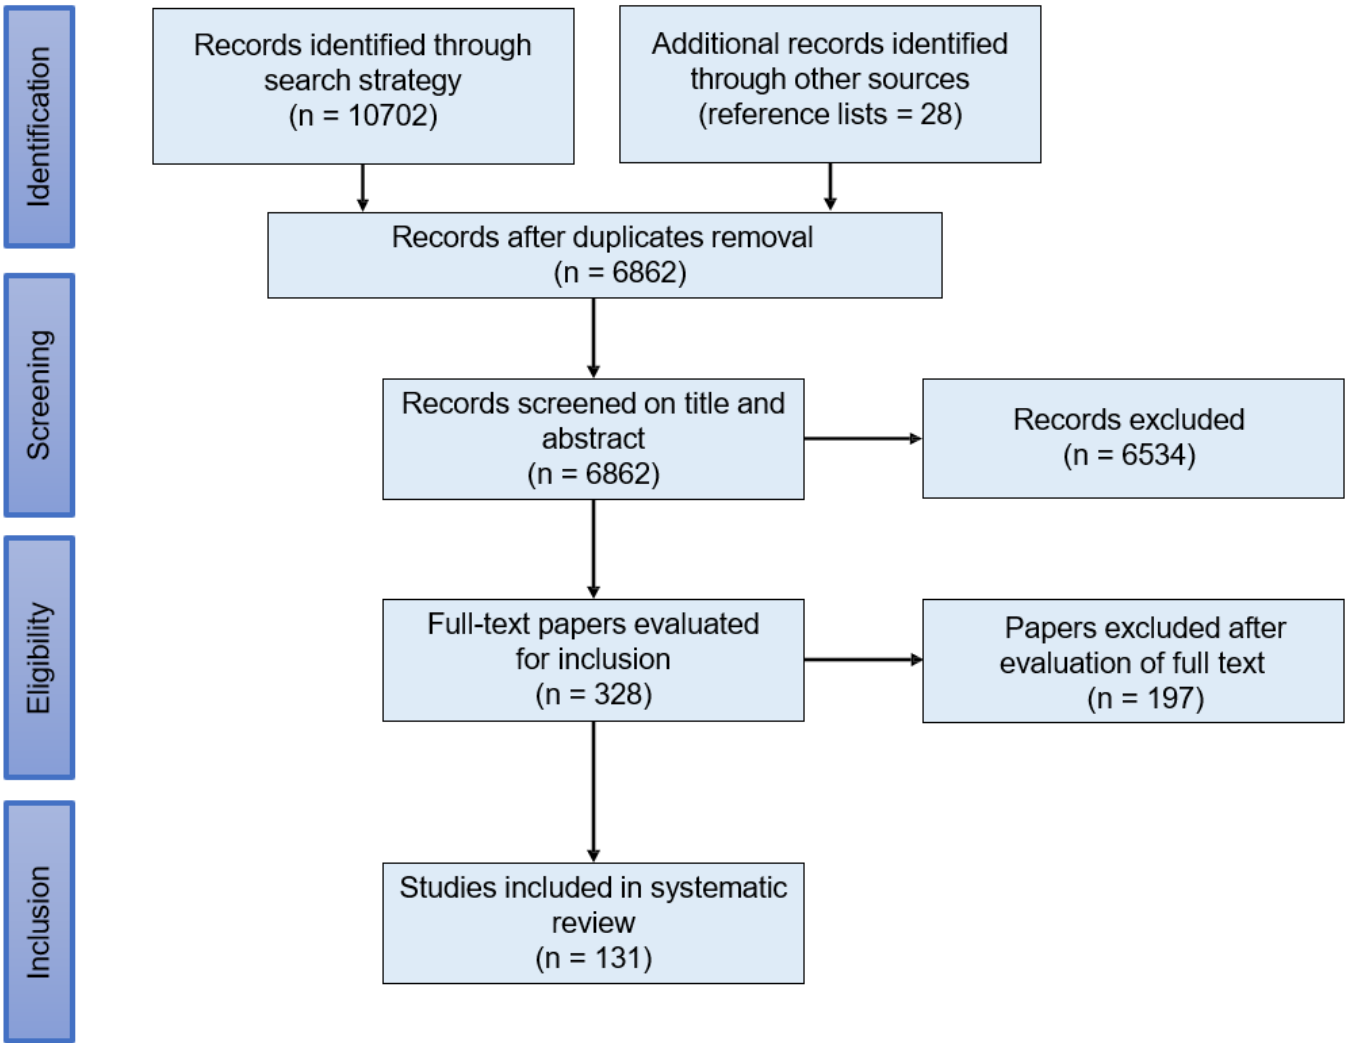 Identification
Records identified through
search strategy
(n = 10702)
Additional records identified
through other sources
(reference lists = 28)
Records after duplicates removal
(n = 6862)
Screening
Records screened on title and
abstract
(n = 6862)
Records excluded
(n = 6534)
Eligibility
Full-text papers evaluated
for inclusion
(n = 328)
Papers excluded after
evaluation of full text
(n = 197)
Inclusion
Studies included in systematic
review
(n = 131)